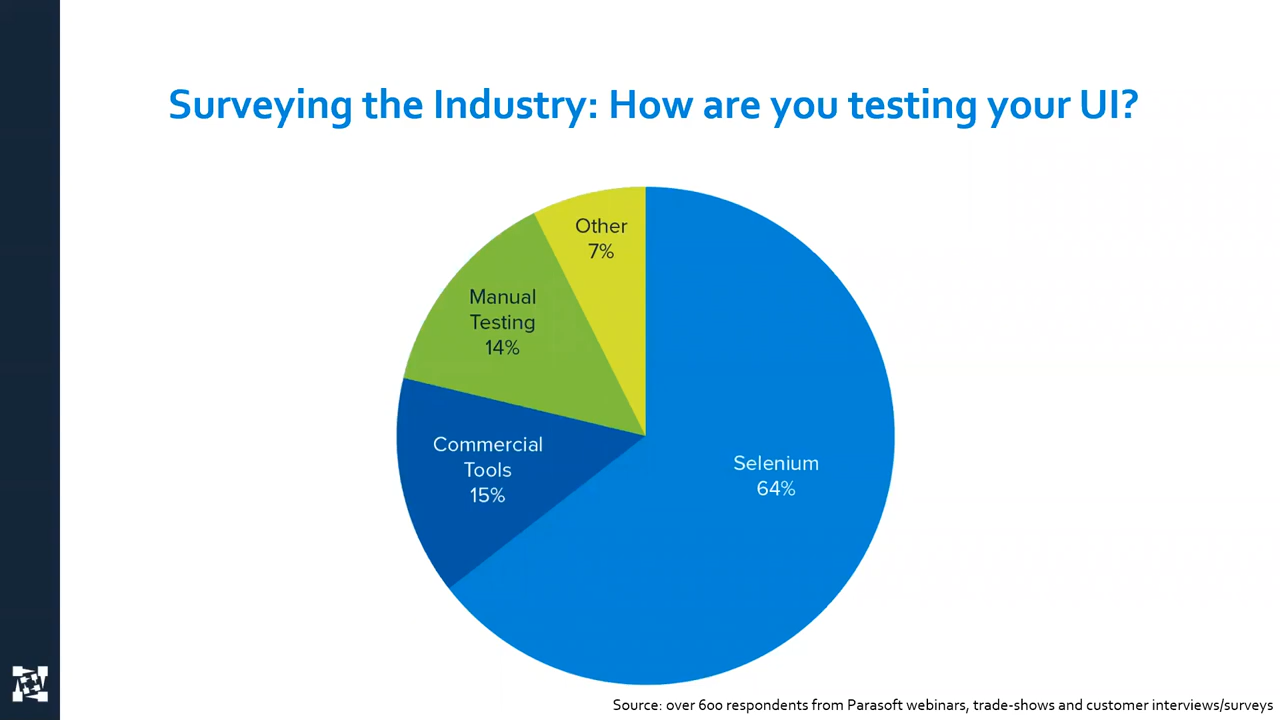 Surveying the Industry: How are you testing your UI?
Other
7%
Manual
Testing
14%
Commercial
Tools
15%
Selenium
64%
Source: over 600 respondents from Parasoft webinars, trade-shows and customer interviews/surveys